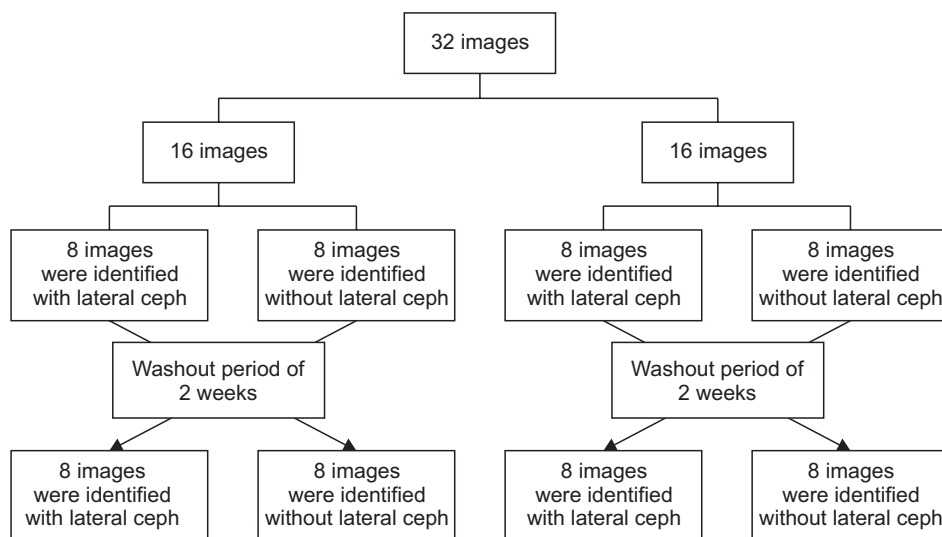 32 images
16 images
16 images
8 images
were identified
with lateral ceph
8 images
were identified
without lateral ceph
8 images
were identified
with lateral ceph
8 images
were identified
without lateral ceph
Washout period of
2 weeks
Washout period of
2 weeks
8 images
were identified
with lateral ceph
8 images
were identified
without lateral ceph
8 images
were identified
with lateral ceph
8 images
were identified
without lateral ceph